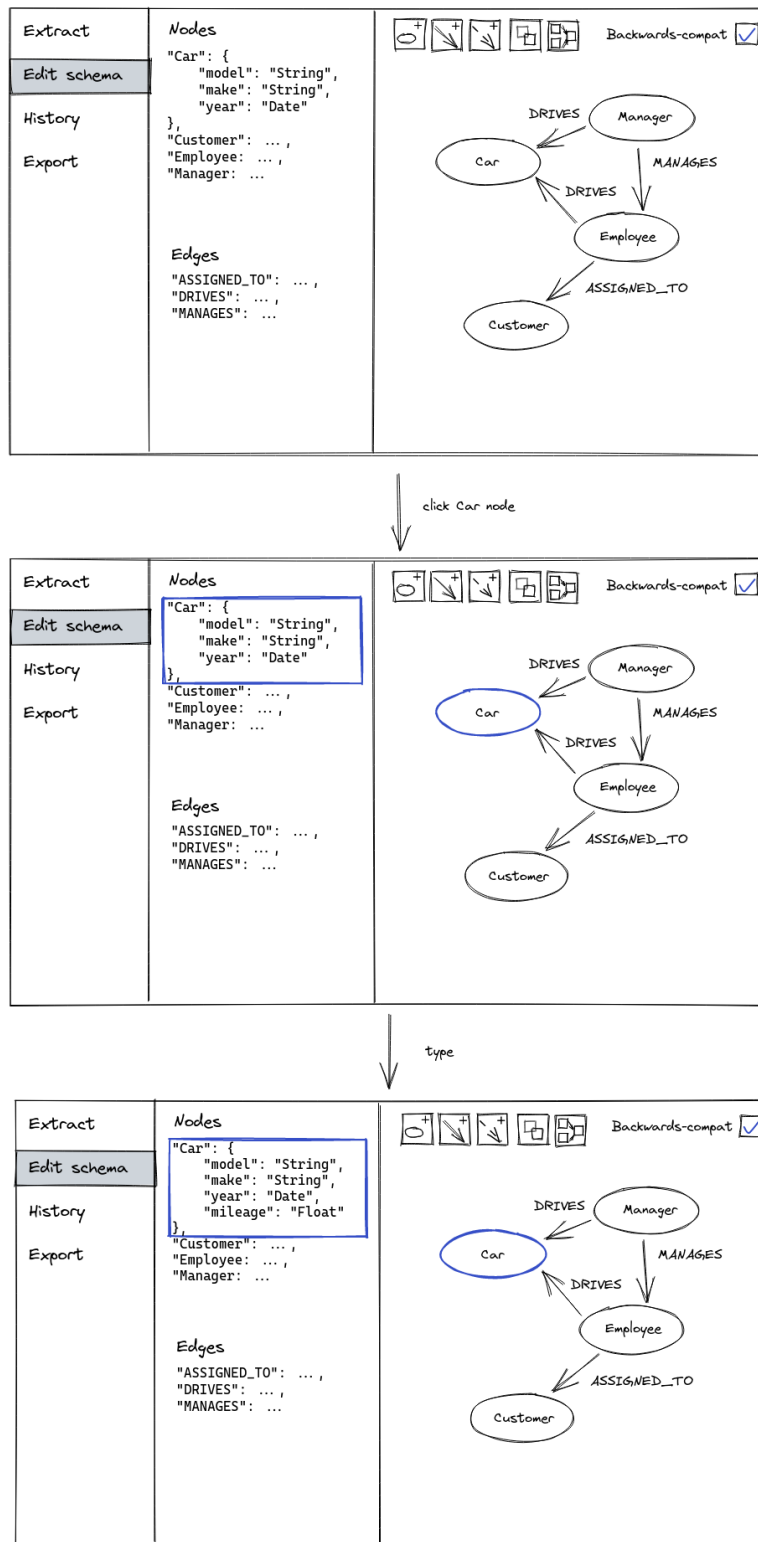 Extract
Edit schema
History
Export
Nodes
"Car": {
"model": "String",
"make": "String",
"year": "Date"
},
"Customer": ... ,
"Employee: ... ,
"Manager: ...
Edges
"ASSIGNED_TO": ... ,
"DRIVES": ... ,
"MANAGES": ...
Backwards-compat
DRIVES
Manager
Car
MANAGES
DRIVES
Employee
ASSIGNED_TO
Customer
click Car node
Extract
Edit schema
History
Export
Nodes
"Car": {
"model": "String",
"make": "String",
"year": "Date"
},
"Customer": ... ,
"Employee: ... ,
"Manager: ...
Edges
"ASSIGNED_TO": ... ,
"DRIVES": ... ,
"MANAGES": ...
Backwards-compat
DRIVES
Manager
Car
MANAGES
DRIVES
Employee
ASSIGNED_TO
Customer
type
Extract
Edit schema
History
Export
Nodes
"Car": {
"model": "String",
"make": "String",
"year": "Date",
"mileage": "Float"
},
"Customer": ... ,
"Employee: ... ,
"Manager: ...
Edges
"ASSIGNED_TO": ... ,
"DRIVES": ... ,
"MANAGES": ...
Backwards-compat
DRIVES
Manager
Car
MANAGES
DRIVES
Employee
ASSIGNED_TO
Customer